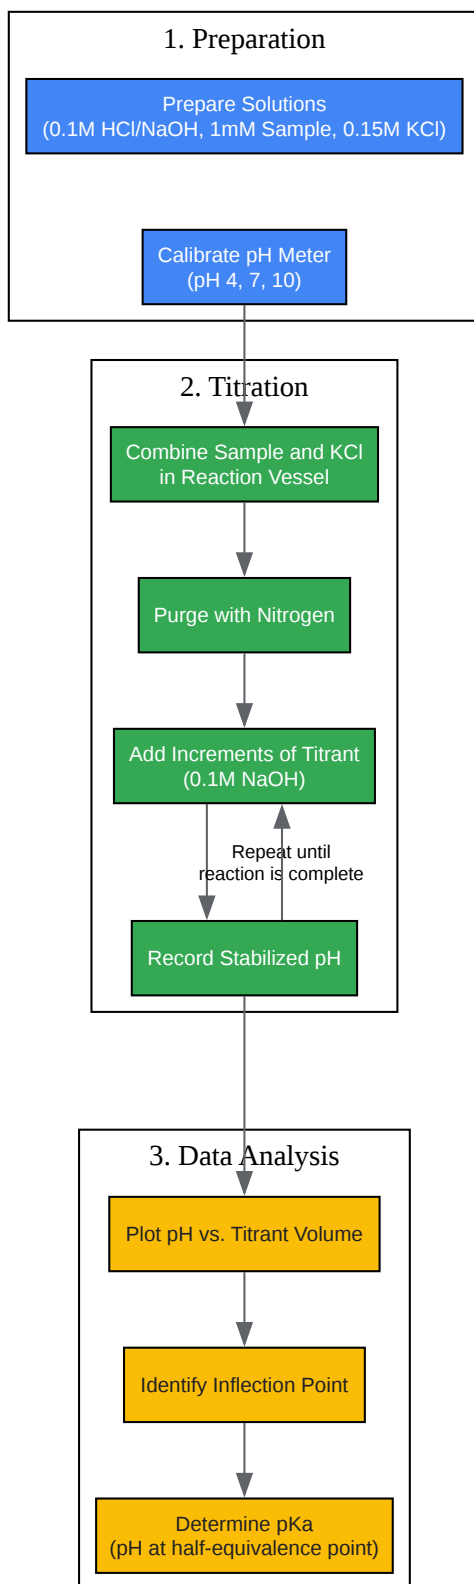 1. Preparation
Prepare Solutions
(0.1M HCl/NaOH, 1mM Sample, 0.15M KCl)
Calibrate pH Meter
(pH 4, 7, 10)
2. Titration
Combine Sample and KCl
in Reaction Vessel
Purge with Nitrogen
Add Increments of Titrant
(0.1M NaOH)
Repeat until
reaction is complete
Record Stabilized pH
3. Data Analysis
Plot pH vs. Titrant Volume
Identify Inflection Point
Determine pKa
(pH at half-equivalence point)